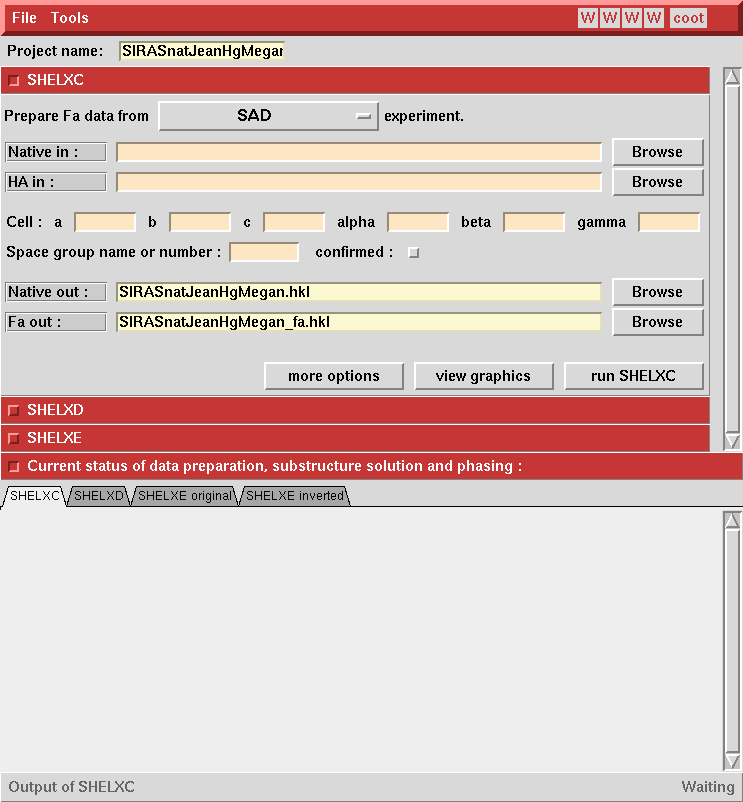 File Tools W W W W coot
Project name: SIRASnatJeanHgMegan
SHELXC
Prepare Fa data from SAD experiment.
Native in : Browse
HA in : Browse
Cell : a b c alpha beta gamma
Space group name or number : confirmed :
Native out : SIRASnatJeanHgMegan.hkl Browse
Fa out : SIRASnatJeanHgMegan_fa.hkl Browse
more options view graphics run SHELXC
SHELXD
SHELXE
Current status of data preparation, substructure solution and phasing :
SHELXC SHELXD SHELXE original SHELXE inverted
Output of SHELXC Waiting